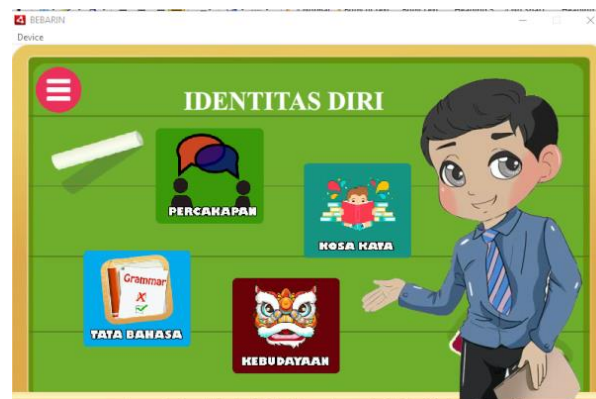 BEBARIN
Device
IDENTITAS DIRI
PERCAKAPAN
KOSA KATA
Grammar
TATA BAHASA
KEBUDAYAAN